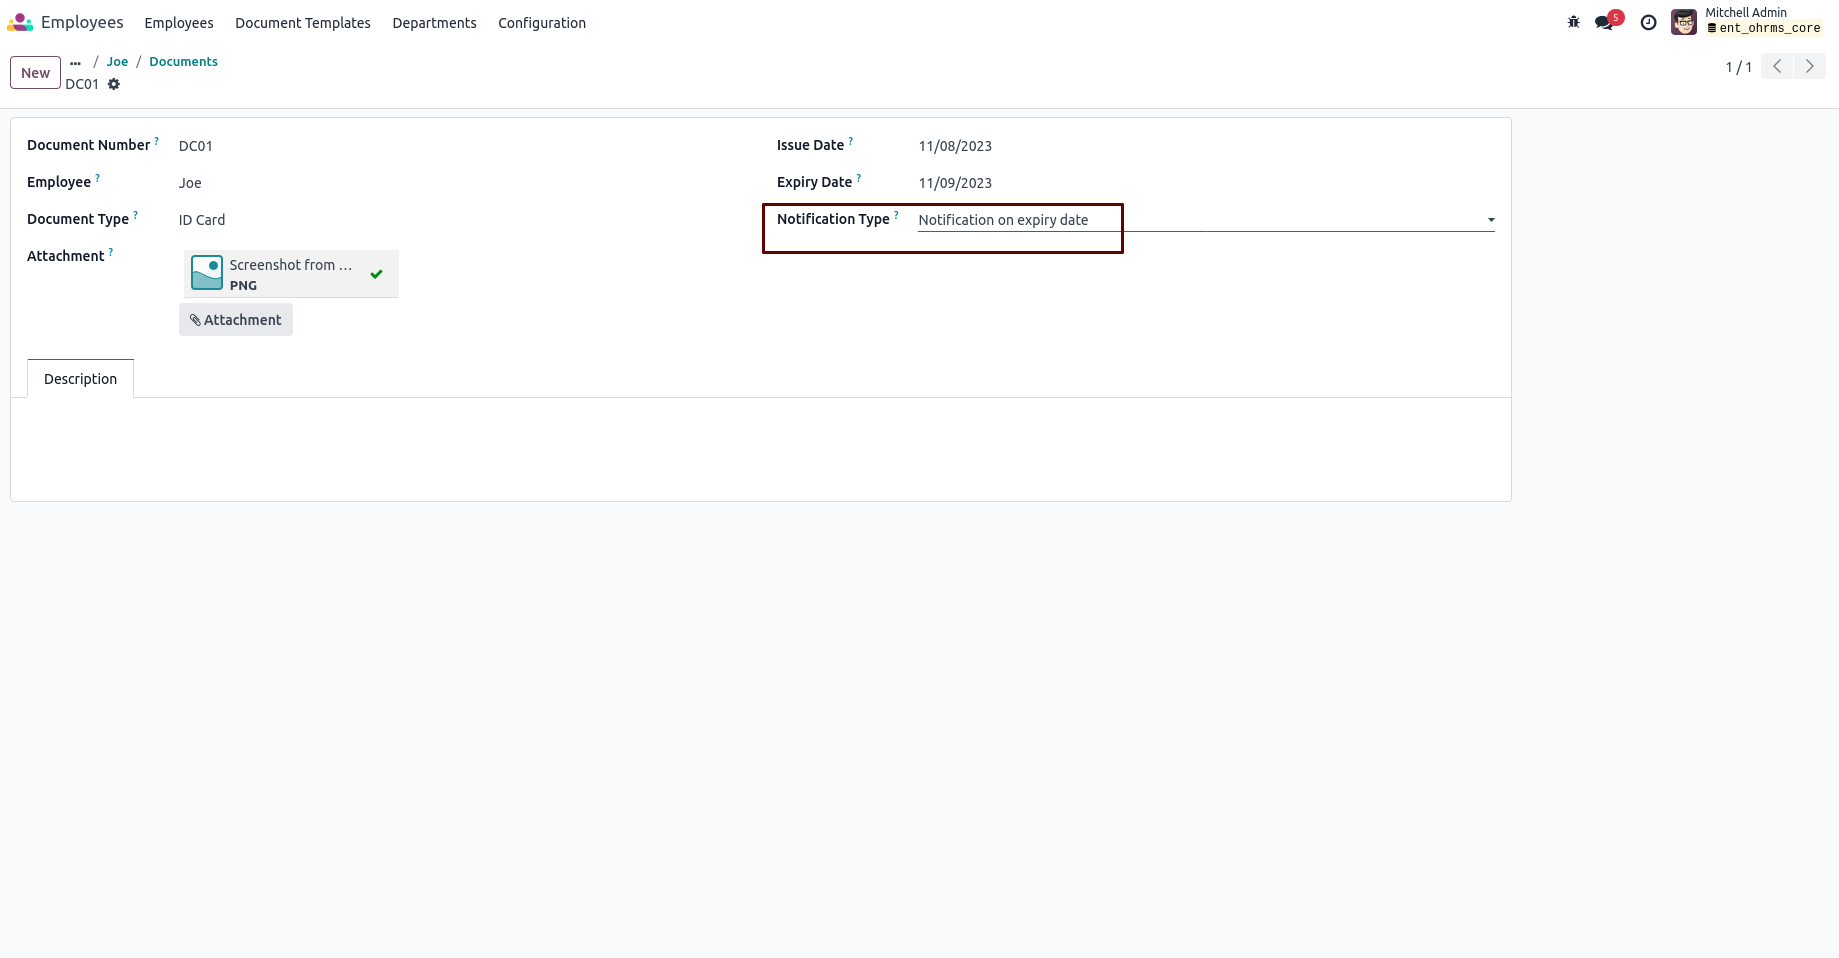 Employees Employees Document Templates Departments Configuration 5 Mitchell Admin
ent_ohrms_core
New ... / Joe / Documents
DC01
1 / 1
Document Number ? DC01
Employee ? Joe
Document Type ? ID Card
Attachment ?
Screenshot from ...
PNG
Attachment
Issue Date ? 11/08/2023
Expiry Date ? 11/09/2023
Notification Type ? Notification on expiry date
Description